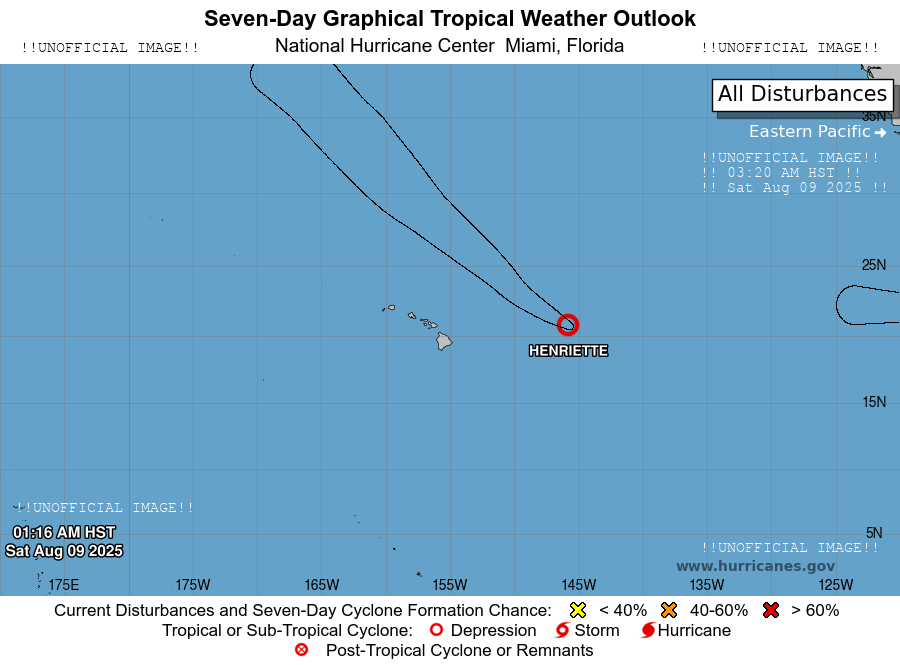 Seven-Day Graphical Tropical Weather Outlook
!!UNOFFICIAL IMAGE!! National Hurricane Center Miami, Florida !!UNOFFICIAL IMAGE!!
All Disturbances
35N
Eastern Pacific
!!UNOFFICIAL IMAGE!!
!! 03:20 AM HST !!
!! Sat Aug 09 2025 !!
25N
HENRIETTE
15N
!!UNOFFICIAL IMAGE!!
01:16 AM HST
Sat Aug 09 2025
5N
!!UNOFFICIAL IMAGE!!
www.hurricanes.gov
175E 175W 165W 155W 145W 135W 125W
Current Disturbances and Seven-Day Cyclone Formation Chance: < 40% 40-60% > 60%
Tropical or Sub-Tropical Cyclone: Depression Storm Hurricane
Post-Tropical Cyclone or Remnants